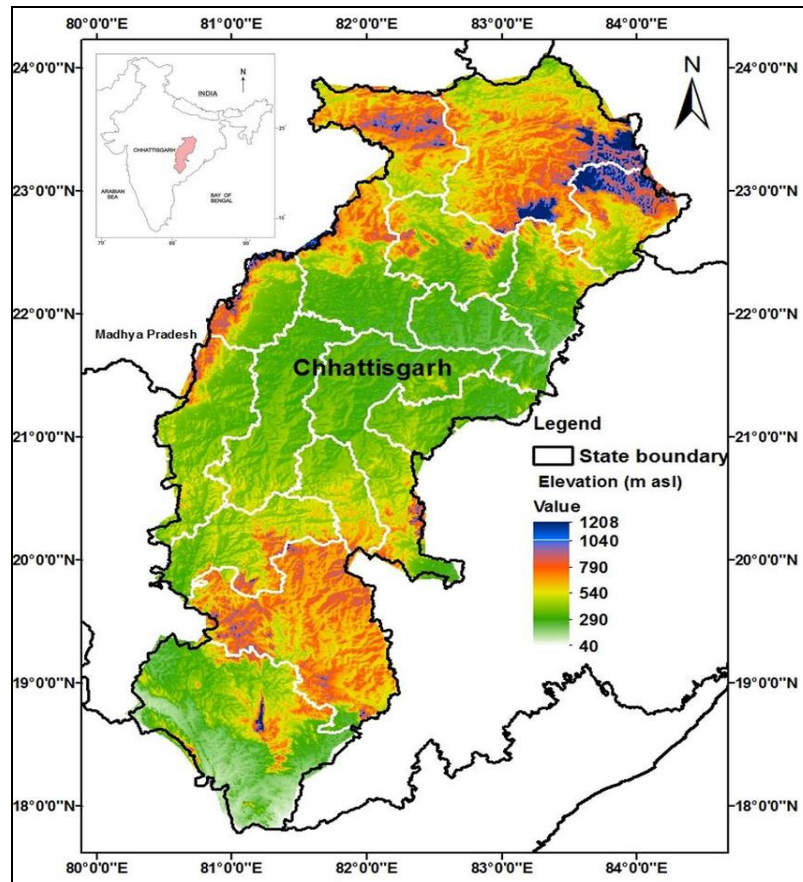 80°0'0"E 81°0'0"E 82°0'0"E 83°0'0"E 84°0'0"E
N
INDIA
CHHATTISGARH
ARABIAN
SEA
BAY OF
BENGAL
N
24°0'0"N
23°0'0"N
22°0'0"N
21°0'0"N
20°0'0"N
19°0'0"N
18°0'0"N
Madhya Pradesh
Chhattisgarh
Legend
State boundary
Elevation (m asl)
Value
1208
1040
790
540
290
40
24°0'0"N
23°0'0"N
22°0'0"N
21°0'0"N
20°0'0"N
19°0'0"N
18°0'0"N
80°0'0"E 81°0'0"E 82°0'0"E 83°0'0"E 84°0'0"E